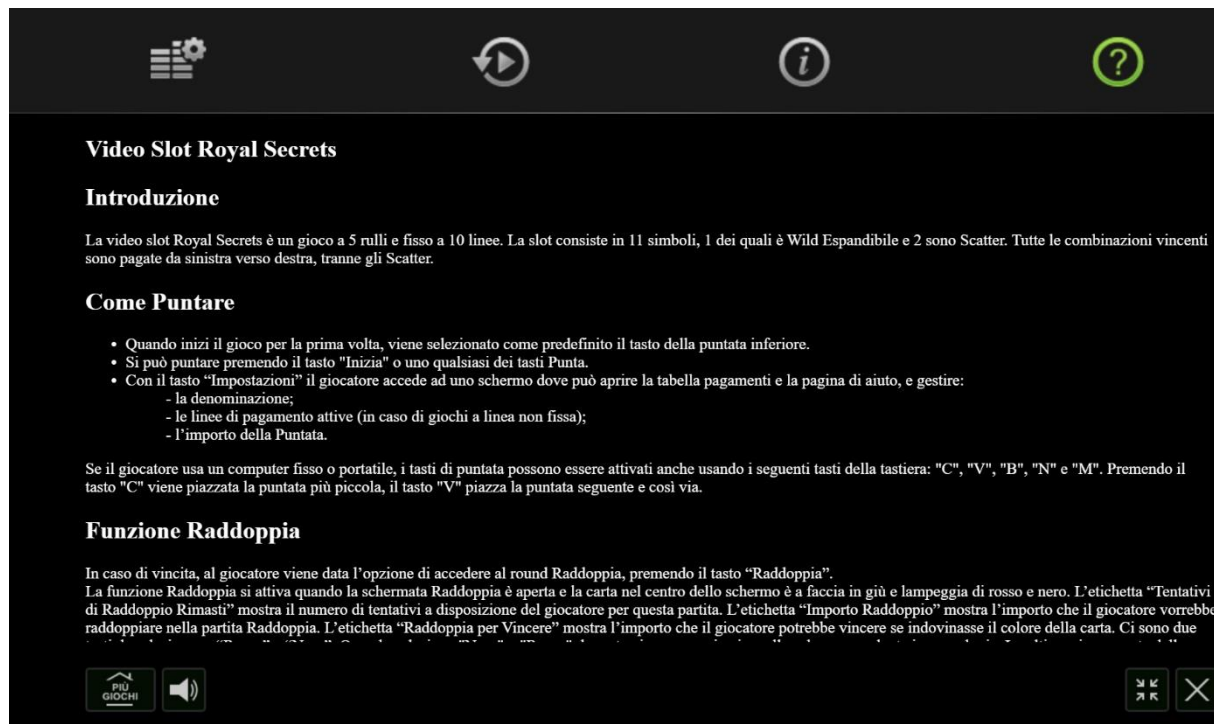 Video Slot Royal Secrets
Introduzione
La video slot Royal Secrets è un gioco a 5 rulli e fisso a 10 linee. La slot consiste in 11 simboli, 1 dei quali è Wild Espandibile e 2 sono Scatter. Tutte le combinazioni vincenti
sono pagate da sinistra verso destra, tranne gli Scatter.
Come Puntare
• Quando inizi il gioco per la prima volta, viene selezionato come predefinito il tasto della puntata inferiore.
• Si può puntare premendo il tasto "Inizia" o uno qualsiasi dei tasti Punta.
• Con il tasto “Impostazioni” il giocatore accede ad uno schermo dove può aprire la tabella pagamenti e la pagina di aiuto, e gestire:
- la denominazione;
- le linee di pagamento attive (in caso di giochi a linea non fissa);
- l’importo della Puntata.
Se il giocatore usa un computer fisso o portatile, i tasti di puntata possono essere attivati anche usando i seguenti tasti della tastiera: "C", "V", "B", "N" e "M". Premendo il
tasto "C" viene piazzata la puntata più piccola, il tasto "V" piazza la puntata seguente e così via.
Funzione Raddoppia
In caso di vincita, al giocatore viene data l’opzione di accedere al round Raddoppia, premendo il tasto “Raddoppia”.
La funzione Raddoppia si attiva quando la schermata Raddoppia è aperta e la carta nel centro dello schermo è a faccia in giù e lampeggia di rosso e nero. L’etichetta “Tentativi
di Raddoppio Rimasti” mostra il numero di tentativi a disposizione del giocatore per questa partita. L’etichetta “Importo Raddoppio” mostra l’importo che il giocatore vorrebbe
raddoppiare nella partita Raddoppia. L’etichetta “Raddoppia per Vincere” mostra l’importo che il giocatore potrebbe vincere se indovinasse il colore della carta. Ci sono due
PIÙ
GIOCHI